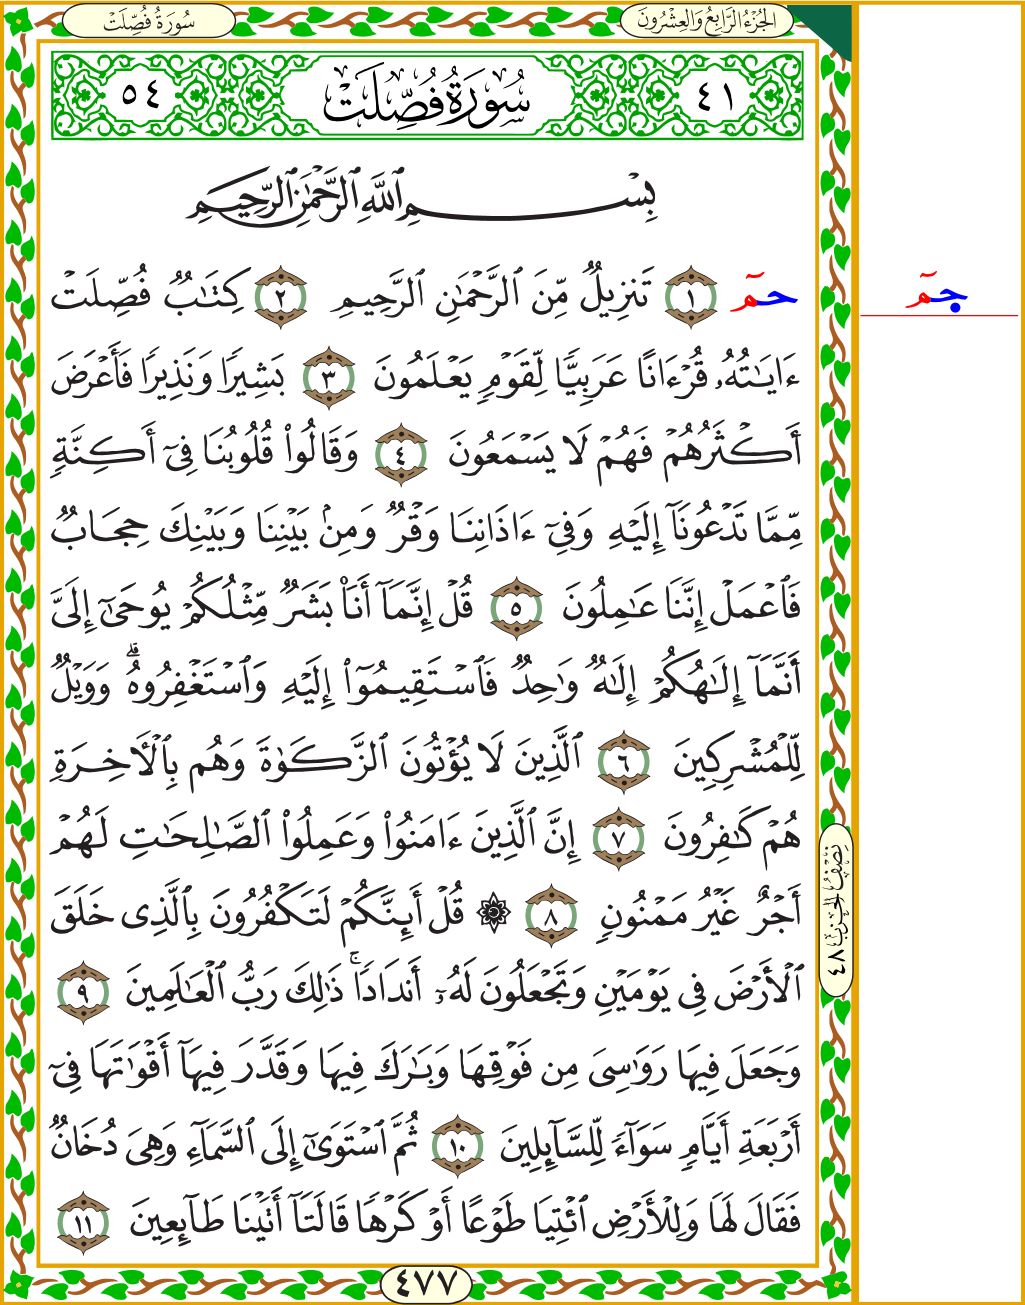 الجُزْءُ الرَّابِعُ وَالعِشْرُونَ
سُورَةُ فُصِّلَتْ
٤١ سُورَةُ فُصِّلَتْ ٥٤
بِسْمِ اللَّهِ الرَّحْمَٰنِ الرَّحِيمِ
حمٓ ١ تَنزِيلٌ مِّنَ ٱلرَّحۡمَٰنِ ٱلرَّحِيمِ ٢ كِتَٰبٌ فُصِّلَتۡ
ءَايَٰتُهُۥ قُرۡءَانًا عَرَبِيّٗا لِّقَوۡمٖ يَعۡلَمُونَ ٣ بَشِيرٗا وَنَذِيرٗا فَأَعۡرَضَ
أَكۡثَرُهُمۡ فَهُمۡ لَا يَسۡمَعُونَ ٤ وَقَالُواْ قُلُوبُنَا فِيٓ أَكِنَّةٖ
مِّمَّا تَدۡعُونَآ إِلَيۡهِ وَفِيٓ ءَاذَانِنَا وَقۡرٞ وَمِنۢ بَيۡنِنَا وَبَيۡنِكَ حِجَابٞ
فَٱعۡمَلۡ إِنَّنَا عَٰمِلُونَ ٥ قُلۡ إِنَّمَآ أَنَا۠ بَشَرٞ مِّثۡلُكُمۡ يُوحَىٰٓ إِلَيَّ
أَنَّمَآ إِلَٰهُكُمۡ إِلَٰهٞ وَٰحِدٞ فَٱسۡتَقِيمُوٓاْ إِلَيۡهِ وَٱسۡتَغۡفِرُوهُۗ وَوَيۡلٞ
لِّلۡمُشۡرِكِينَ ٦ ٱلَّذِينَ لَا يُؤۡتُونَ ٱلزَّكَوٰةَ وَهُم بِٱلۡأٓخِرَةِ
هُمۡ كَٰفِرُونَ ٧ إِنَّ ٱلَّذِينَ ءَامَنُواْ وَعَمِلُواْ ٱلصَّٰلِحَٰتِ لَهُمۡ
أَجۡرٌ غَيۡرُ مَمۡنُونٖ ٨ ۞ قُلۡ أَئِنَّكُمۡ لَتَكۡفُرُونَ بِٱلَّذِي خَلَقَ
ٱلۡأَرۡضَ فِي يَوۡمَيۡنِ وَتَجۡعَلُونَ لَهُۥٓ أَندَادٗاۚ ذَٰلِكَ رَبُّ ٱلۡعَٰلَمِينَ ٩
وَجَعَلَ فِيهَا رَوَٰسِيَ مِن فَوۡقِهَا وَبَٰرَكَ فِيهَا وَقَدَّرَ فِيهَآ أَقۡوَٰتَهَا فِيٓ
أَرۡبَعَةِ أَيَّامٖ سَوَآءٗ لِّلسَّآئِلِينَ ١٠ ثُمَّ ٱسۡتَوَىٰٓ إِلَى ٱلسَّمَآءِ وَهِيَ دُخَانٞ
فَقَالَ لَهَا وَلِلۡأَرۡضِ ٱئۡتِيَا طَوۡعًا أَوۡ كَرۡهٗا قَالَتَآ أَتَيۡنَا طَآئِعِينَ ١١
٤٧٧
جمٓ
نِصْفُ الحِزْبِ ٤٨